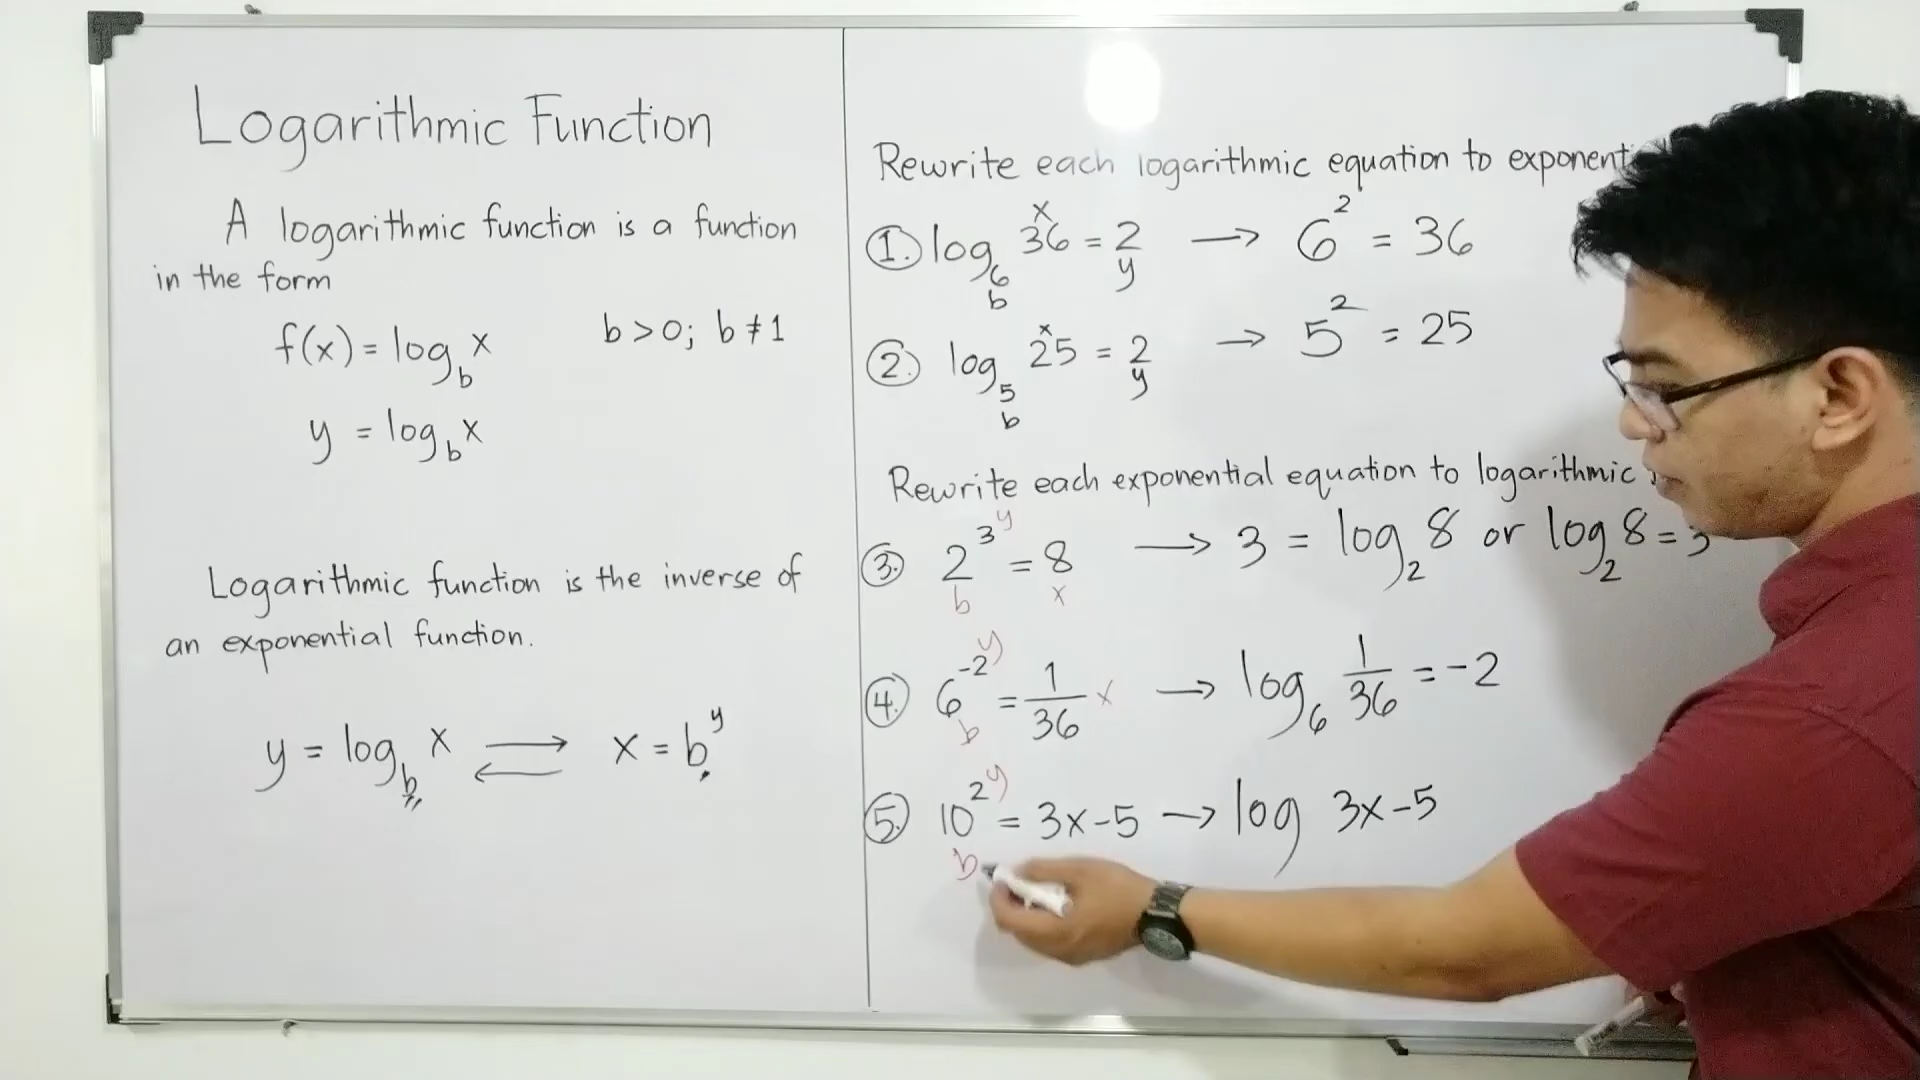 Logarithmic Function
A logarithmic function is a function
in the form
f(x) = log_b x    b > 0; b ≠ 1
y = log_b x
Logarithmic function is the inverse of
an exponential function.
y = log_b x ⇄ x = b^y
Rewrite each logarithmic equation to exponent
x
1. log_6 36 = 2 → 6^2 = 36
b y
x
2. log_5 25 = 2 → 5^2 = 25
b y
Rewrite each exponential equation to logarithmic
y
3. 2^3 = 8 → 3 = log_2 8 or log_2 8 = 3
b x
y
4. 6^-2 = 1/36 x → log_6 1/36 = -2
b
y
5. 10^2 = 3x-5 → log 3x-5
b